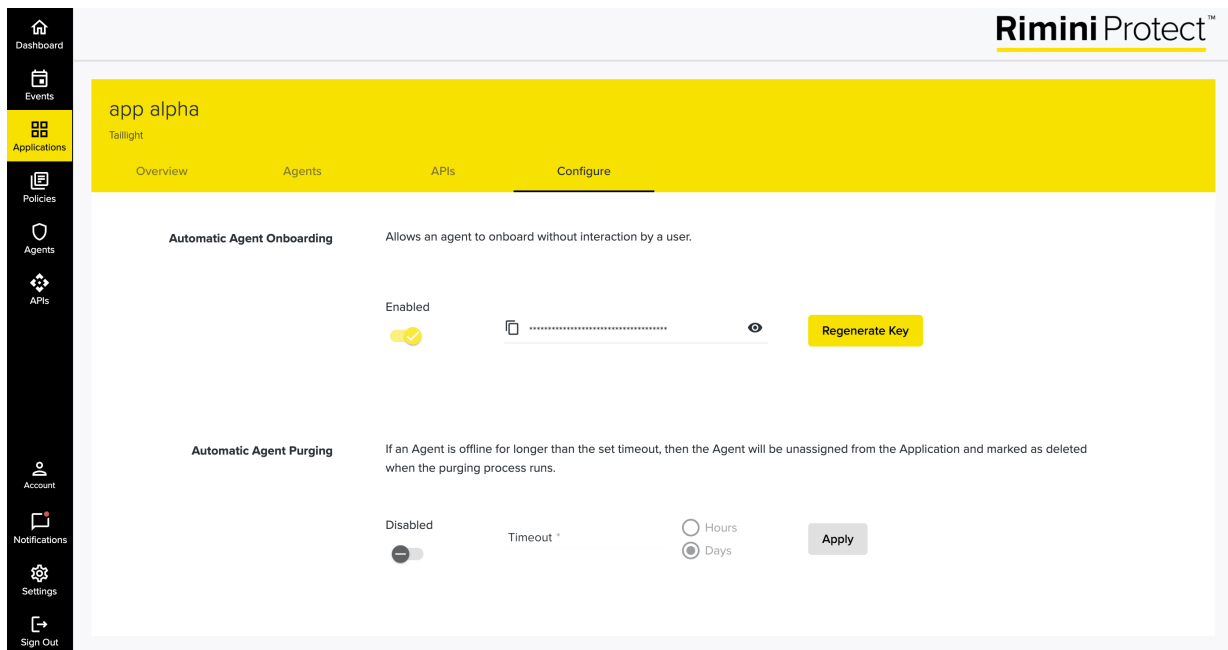 Dashboard
Events
Applications
Policies
Agents
APIs
Account
Notifications
Settings
Sign Out
Rimini Protect™
app alpha
Taillight
Overview Agents APIs Configure
Automatic Agent Onboarding
Allows an agent to onboard without interaction by a user.
Enabled
************************************
Regenerate Key
Automatic Agent Purging
If an Agent is offline for longer than the set timeout, then the Agent will be unassigned from the Application and marked as deleted
when the purging process runs.
Disabled
Timeout *
Hours
Days
Apply